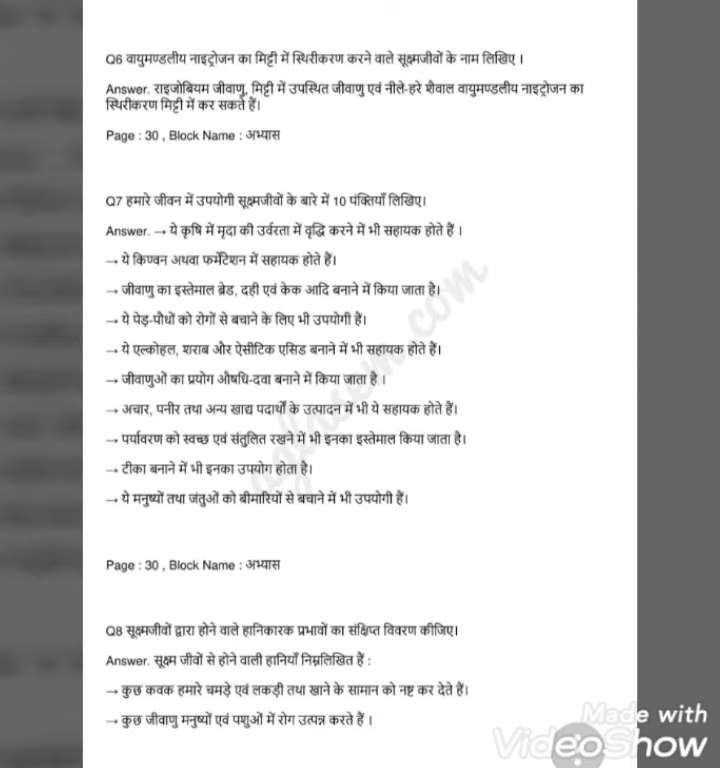 Q6 वायुमण्डलीय नाइट्रोजन का मिट्टी में स्थिरीकरण करने वाले सूक्ष्मजीवों के नाम लिखिए ।
Answer. राइजोबियम जीवाणु, मिट्टी में उपस्थित जीवाणु एवं नीले-हरे शैवाल वायुमण्डलीय नाइट्रोजन का
स्थिरीकरण मिट्टी में कर सकते हैं।
Page : 30 , Block Name : अभ्यास
Q7 हमारे जीवन में उपयोगी सूक्ष्मजीवों के बारे में 10 पंक्तियाँ लिखिए।
Answer. → ये कृषि में मृदा की उर्वरता में वृद्धि करने में भी सहायक होते हैं ।
→ ये किण्वन अथवा फर्मेंटेशन में सहायक होते हैं।
→ जीवाणु का इस्तेमाल ब्रेड, दही एवं केक आदि बनाने में किया जाता है।
→ ये पेड़-पौधों को रोगों से बचाने के लिए भी उपयोगी हैं।
→ ये एल्कोहल, शराब और ऐसीटिक एसिड बनाने में भी सहायक होते हैं।
→ जीवाणुओं का प्रयोग औषधि-दवा बनाने में किया जाता है ।
→ अचार, पनीर तथा अन्य खाद्य पदार्थों के उत्पादन में भी ये सहायक होते हैं।
→ पर्यावरण को स्वच्छ एवं संतुलित रखने में भी इनका इस्तेमाल किया जाता है।
→ टीका बनाने में भी इनका उपयोग होता है।
→ ये मनुष्यों तथा जंतुओं को बीमारियों से बचाने में भी उपयोगी हैं।
aglasem.com
Page : 30 , Block Name : अभ्यास
Q8 सूक्ष्मजीवों द्वारा होने वाले हानिकारक प्रभावों का संक्षिप्त विवरण कीजिए।
Answer. सूक्ष्म जीवों से होने वाली हानियाँ निम्नलिखित हैं :
→ कुछ कवक हमारे चमड़े एवं लकड़ी तथा खाने के सामान को नष्ट कर देते हैं।
→ कुछ जीवाणु मनुष्यों एवं पशुओं में रोग उत्पन्न करते हैं ।
Made with
VideoShow